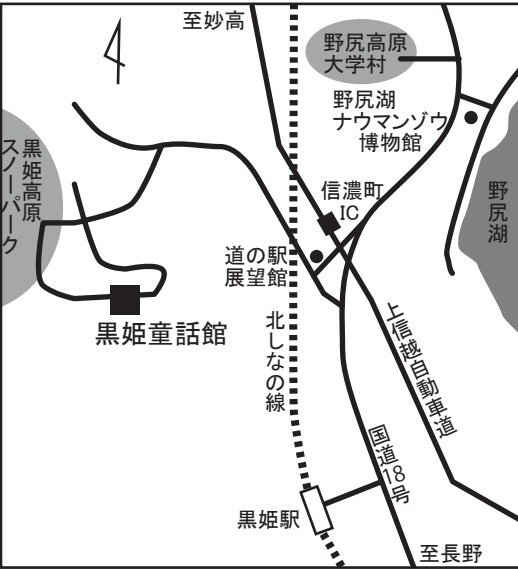 至妙高
野尻高原
大学村
野尻湖
ナウマンゾウ
博物館
黒姫高原
スノーパーク
信濃町
IC
野尻湖
道の駅
展望館
黒姫童話館
北しなの線
上信越自動車道
国道18号
黒姫駅
至長野